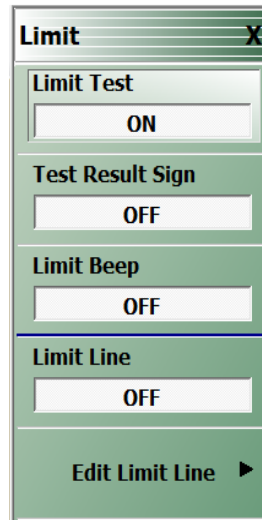 Limit X
Limit Test
ON
Test Result Sign
OFF
Limit Beep
OFF
Limit Line
OFF
Edit Limit Line